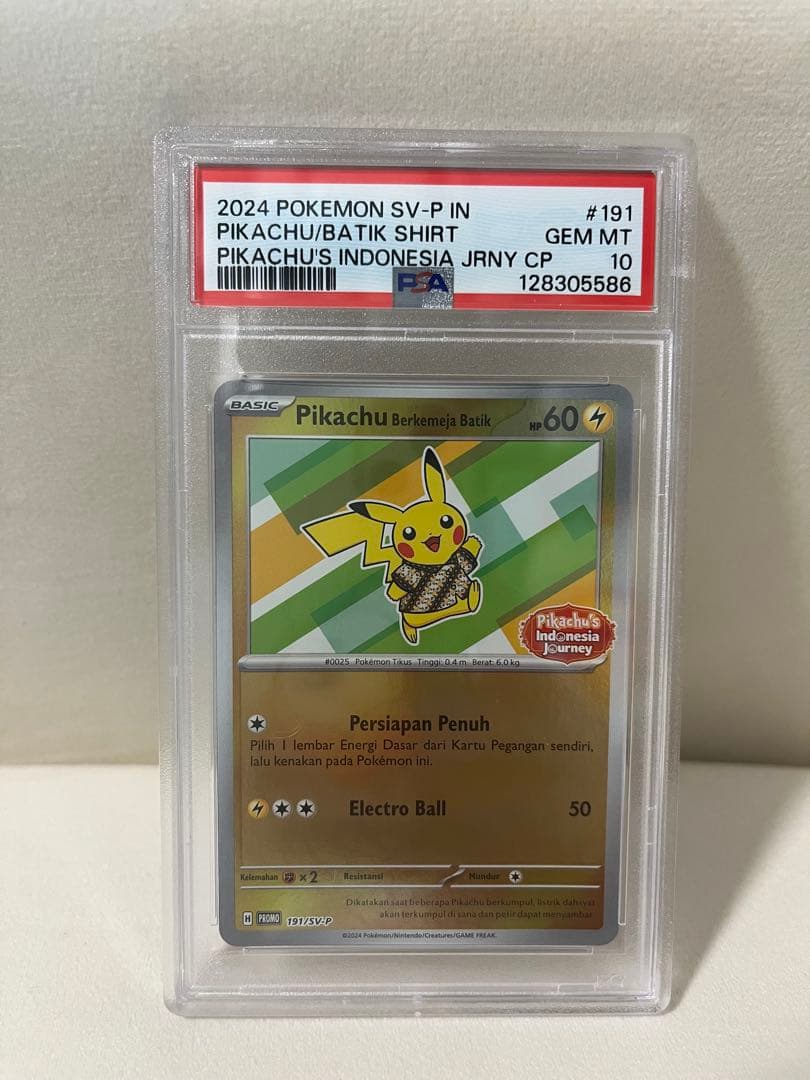 2024 POKEMON SV-P IN #191
PIKACHU/BATIK SHIRT GEM MT
PIKACHU'S INDONESIA JRNY CP 10
PSA 128305586
BASIC Pikachu Berkemeja Batik HP 60
Pikachu's
Indonesia
Journey
#0025 Pokémon Tikus Tinggi: 0.4 m Berat: 6.0 kg
Persiapan Penuh
Pilih 1 lembar Energi Dasar dari Kartu Pegangan sendiri,
lalu kenakan pada Pokémon ini.
Electro Ball 50
Kelemahan ×2 Resistansi Mundur
Dikatakan saat beberapa Pikachu berkumpul, listrik dahsyat
akan terkumpul di sana dan petir dapat menyambar.
H PROMO 191/SV-P
©2024 Pokémon/Nintendo/Creatures/GAME FREAK.